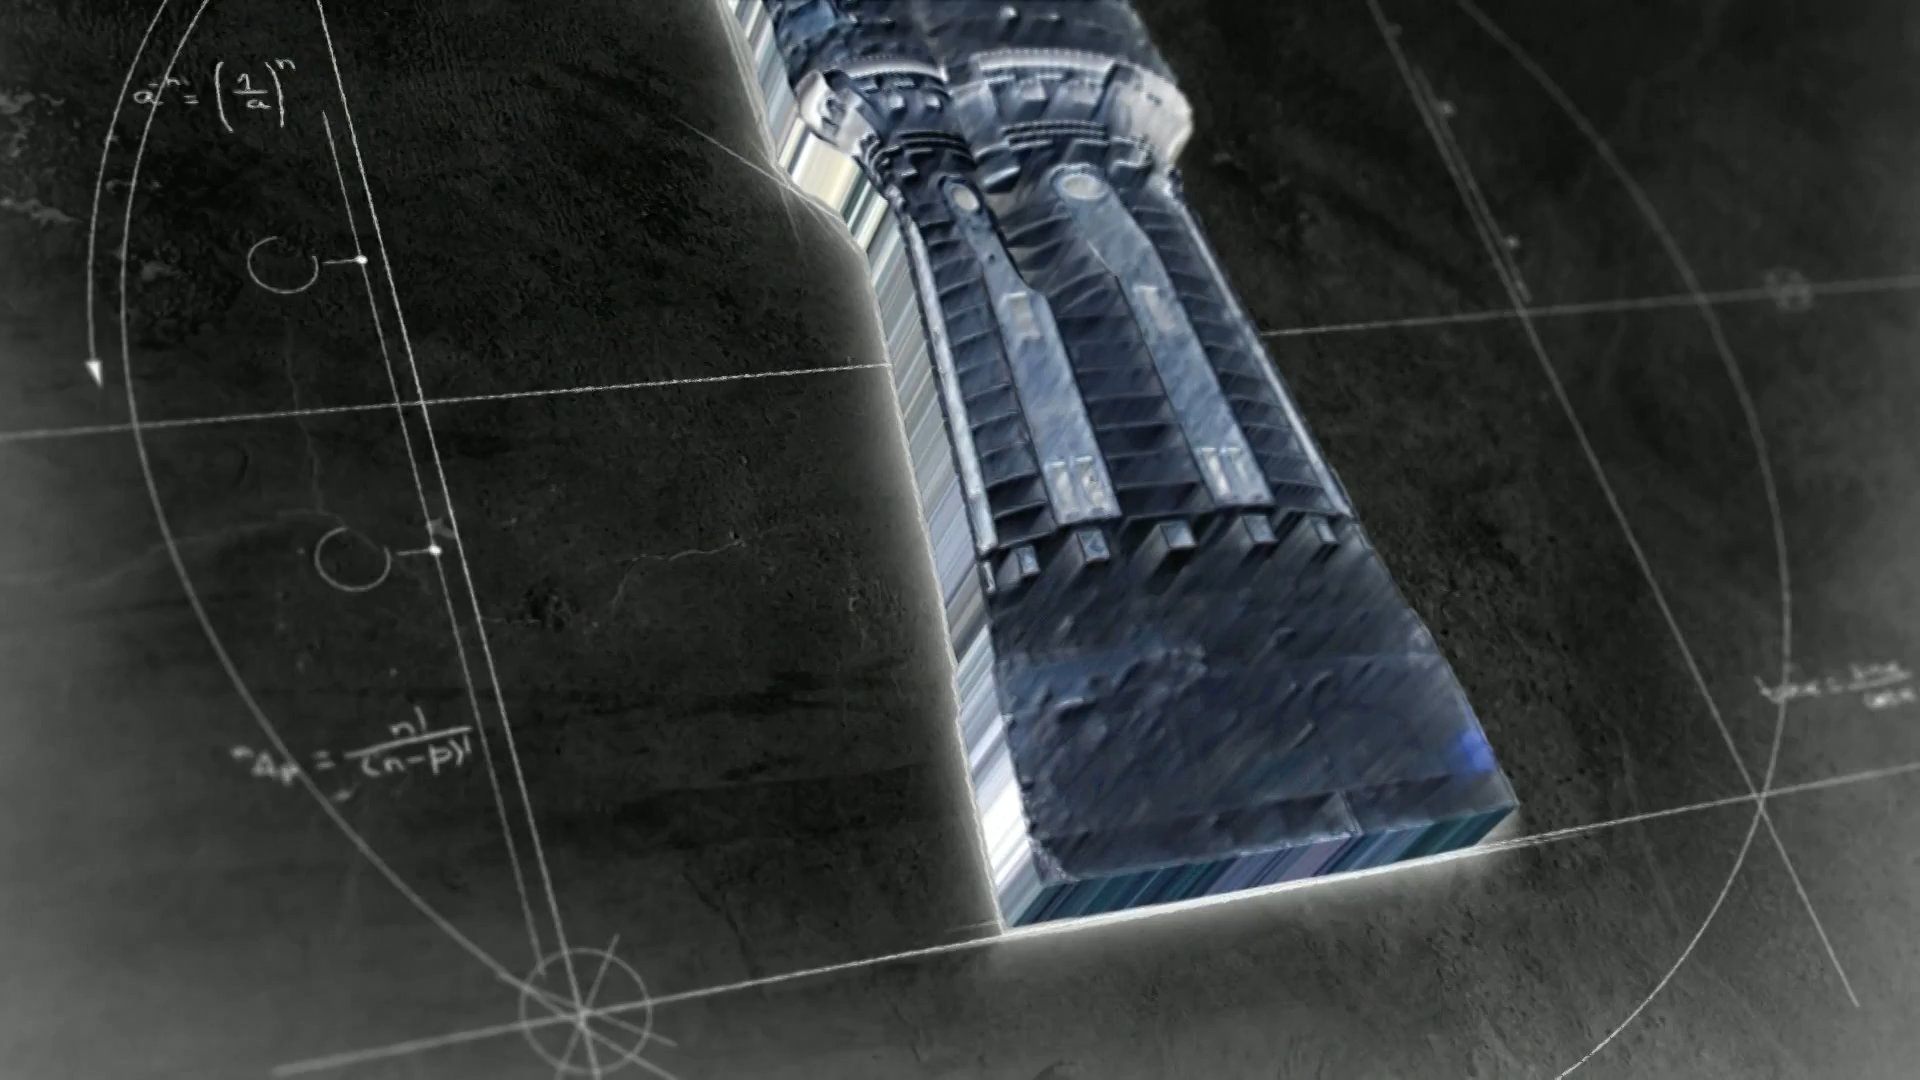 a⁻ⁿ = (1/a)ⁿ
ⁿAₚ = n!/(n-p)!